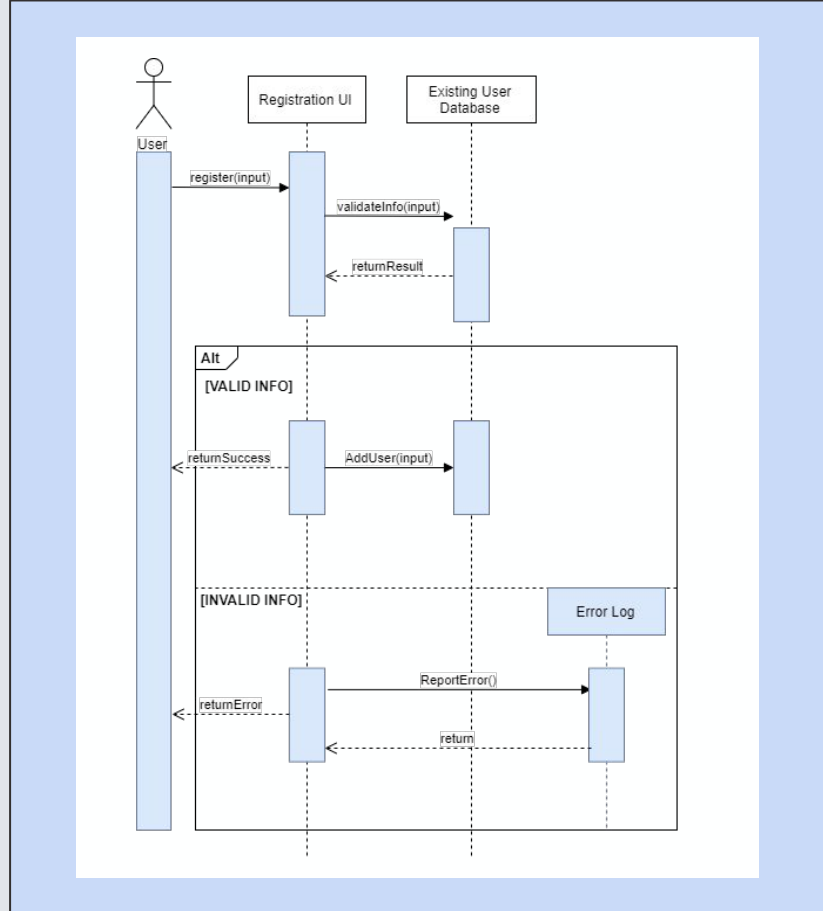 User
Registration UI
Existing User
Database
register(input)
validateInfo(input)
returnResult
Alt
[VALID INFO]
returnSuccess
AddUser(input)
[INVALID INFO]
Error Log
ReportError()
returnError
return